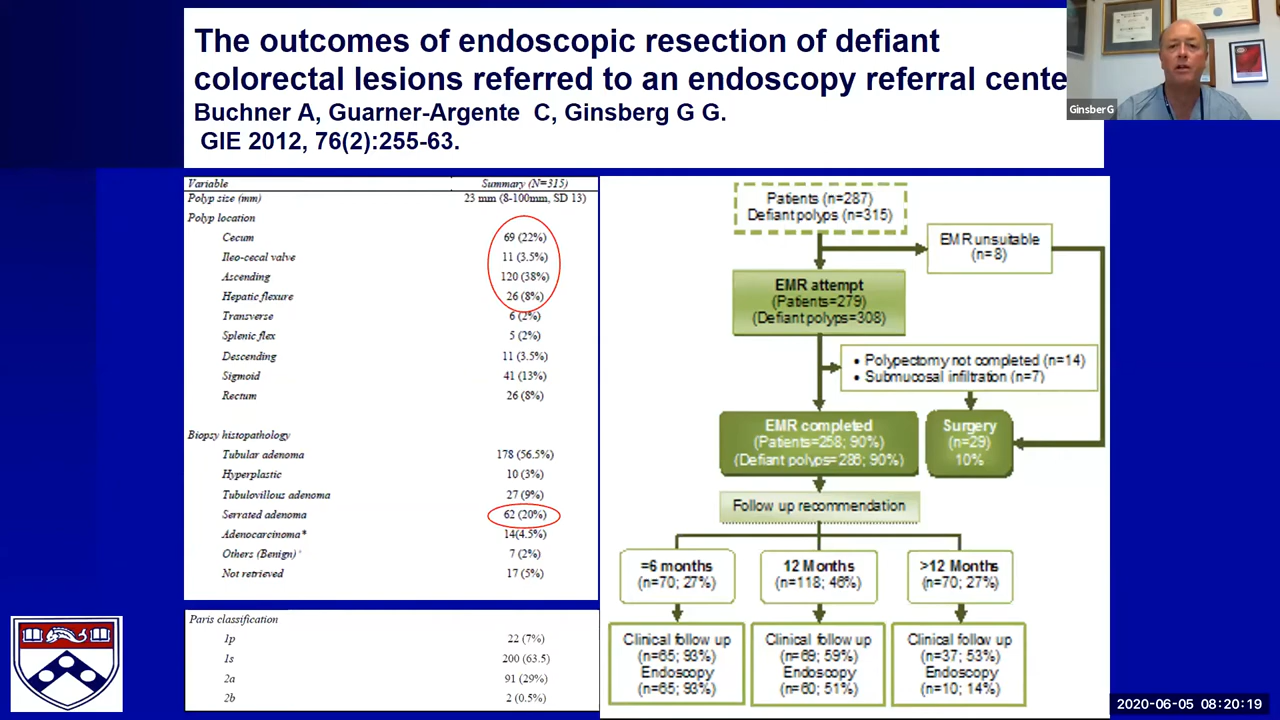 The outcomes of endoscopic resection of defiant
colorectal lesions referred to an endoscopy referral cente
Buchner A, Guarner-Argente C, Ginsberg G G.
GIE 2012, 76(2):255-63.
Ginsber G
Variable Summary (N=315)
Polyp size (mm) 23 mm (8-100mm, SD 13)
Polyp location
Cecum 69 (22%)
Ileo-cecal valve 11 (3.5%)
Ascending 120 (38%)
Hepatic flexure 26 (8%)
Transverse 6 (2%)
Splenic flex 5 (2%)
Descending 11 (3.5%)
Sigmoid 41 (13%)
Rectum 26 (8%)
Biopsy histopathology
Tubular adenoma 178 (56.5%)
Hyperplastic 10 (3%)
Tubulovillous adenoma 27 (9%)
Serrated adenoma 62 (20%)
Adenocarcinoma* 14(4.5%)
Others (Benign)° 7 (2%)
Not retrieved 17 (5%)
Paris classification
1p 22 (7%)
1s 200 (63.5)
2a 91 (29%)
2b 2 (0.5%)
Patients (n=287)
Defiant polyps (n=315)
EMR unsuitable
(n=8)
EMR attempt
(Patients=279)
(Defiant polyps=308)
• Polypectomy not completed (n=14)
• Submucosal infiltration (n=7)
EMR completed
(Patients=258; 90%)
(Defiant polyps=286; 90%)
Surgery
(n=29)
10%
Follow up recommendation
=6 months
(n=70; 27%)
12 Months
(n=118; 46%)
>12 Months
(n=70; 27%)
Clinical follow up
(n=65; 93%)
Endoscopy
(n=65; 93%)
Clinical follow up
(n=69; 59%)
Endoscopy
(n=60; 51%)
Clinical follow up
(n=37; 53%)
Endoscopy
(n=10; 14%)
2020-06-05 08:20:19